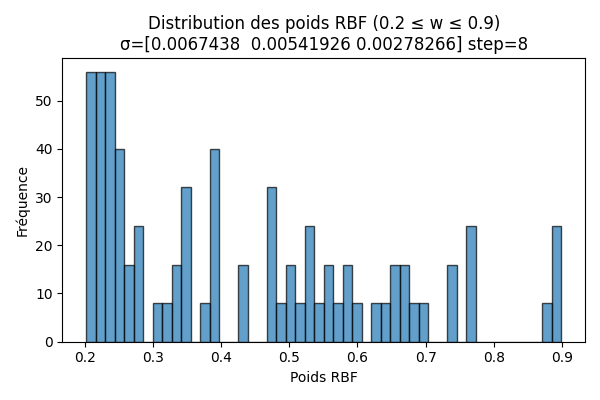 Distribution des poids RBF (0.2 ≤ w ≤ 0.9)
σ=[0.0067438  0.00541926 0.00278266] step=8
Fréquence
50
40
30
20
10
0
0.2 0.3 0.4 0.5 0.6 0.7 0.8 0.9
Poids RBF